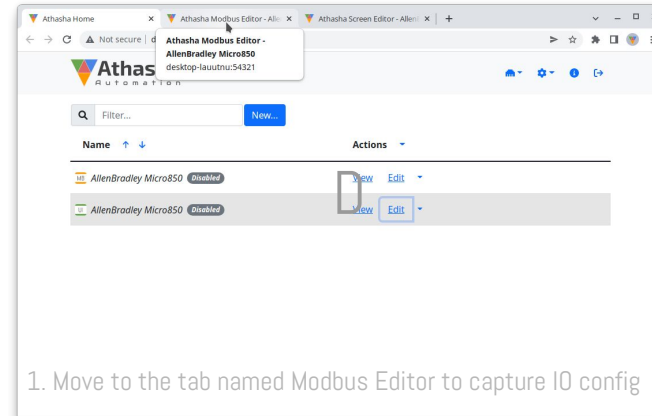 Athasha Home
Athasha Modbus Editor - Alle
Athasha Screen Editor - Allen
Not secure
Athasha Modbus Editor -
AllenBradley Micro850
desktop-lauutnu:54321
Athas
Automation
Filter...
New...
Name
Actions
MB
AllenBradley Micro850 Disabled
View Edit
UI
AllenBradley Micro850 Disabled
View Edit
1. Move to the tab named Modbus Editor to capture IO config